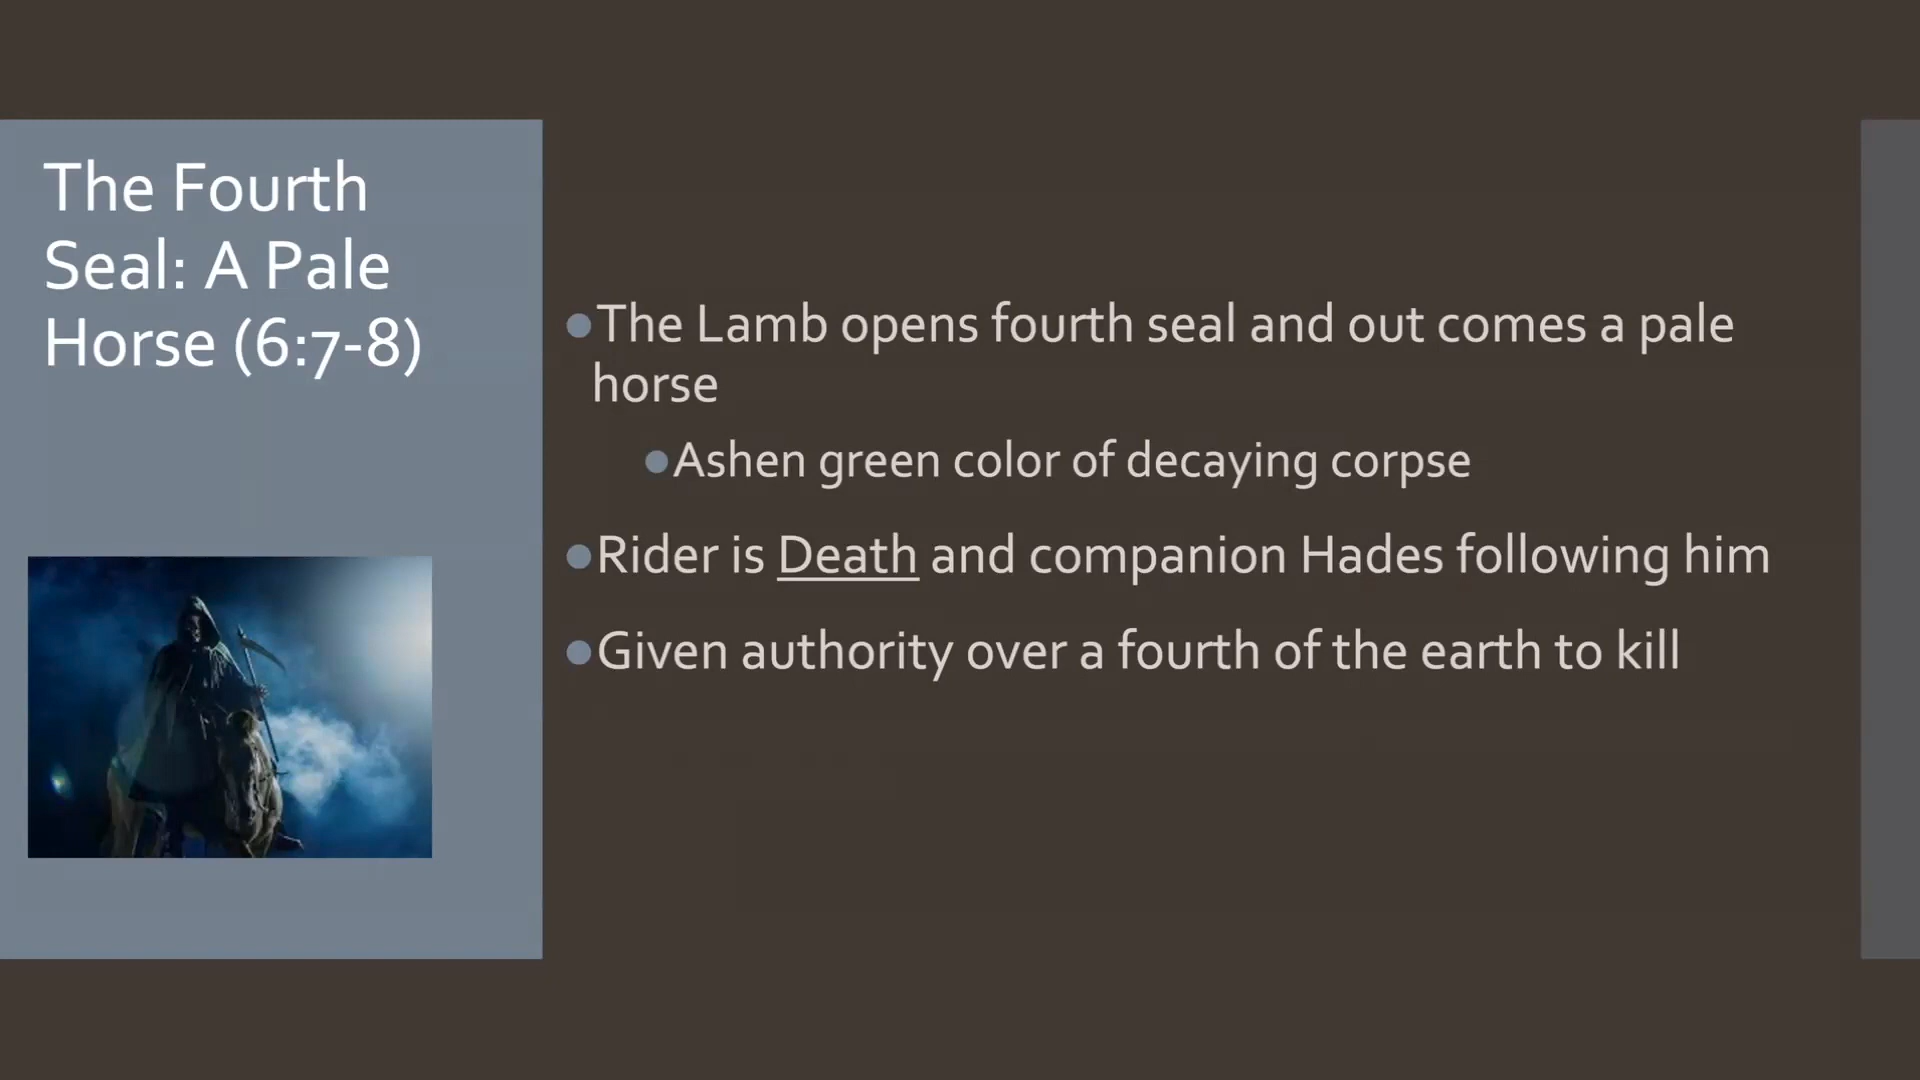 The Fourth
Seal: A Pale
Horse (6:7-8)
●The Lamb opens fourth seal and out comes a pale
horse
●Ashen green color of decaying corpse
●Rider is Death and companion Hades following him
●Given authority over a fourth of the earth to kill